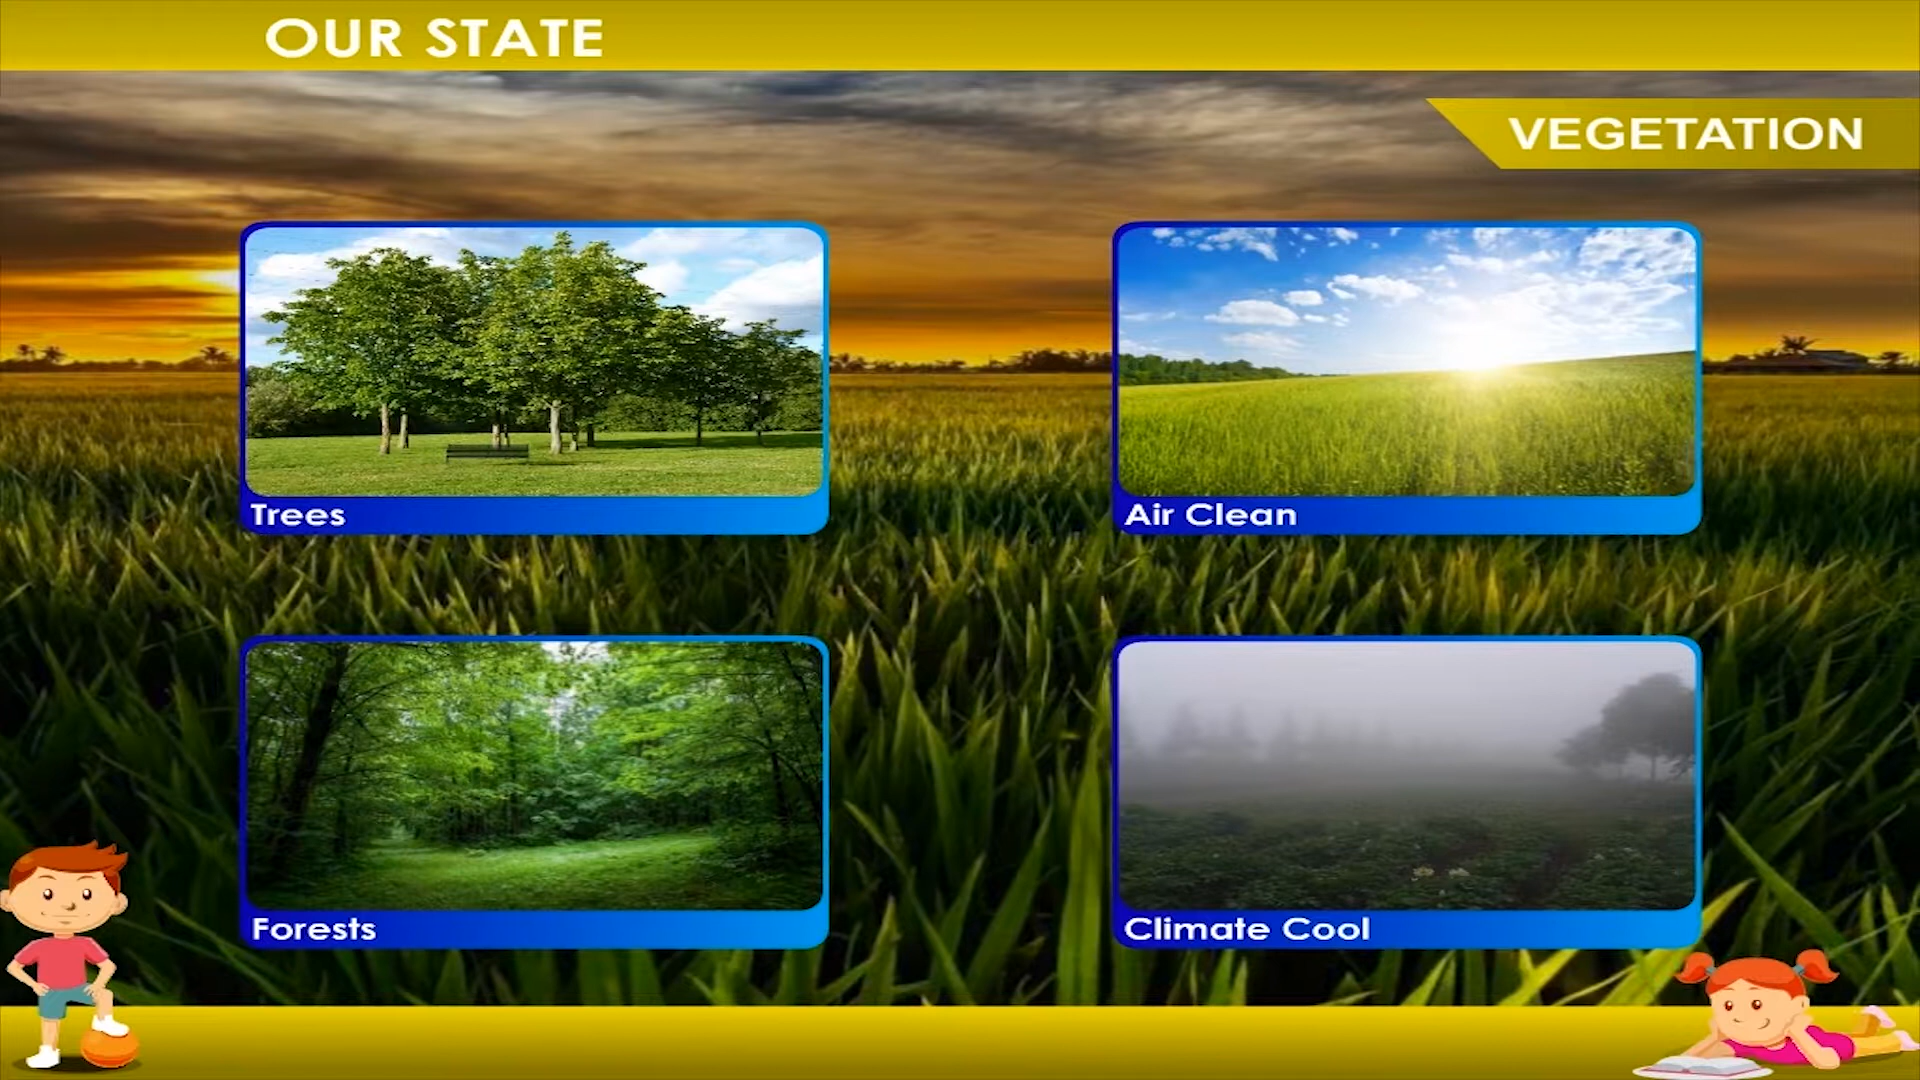 OUR STATE
VEGETATION
Trees
Air Clean
Forests
Climate Cool